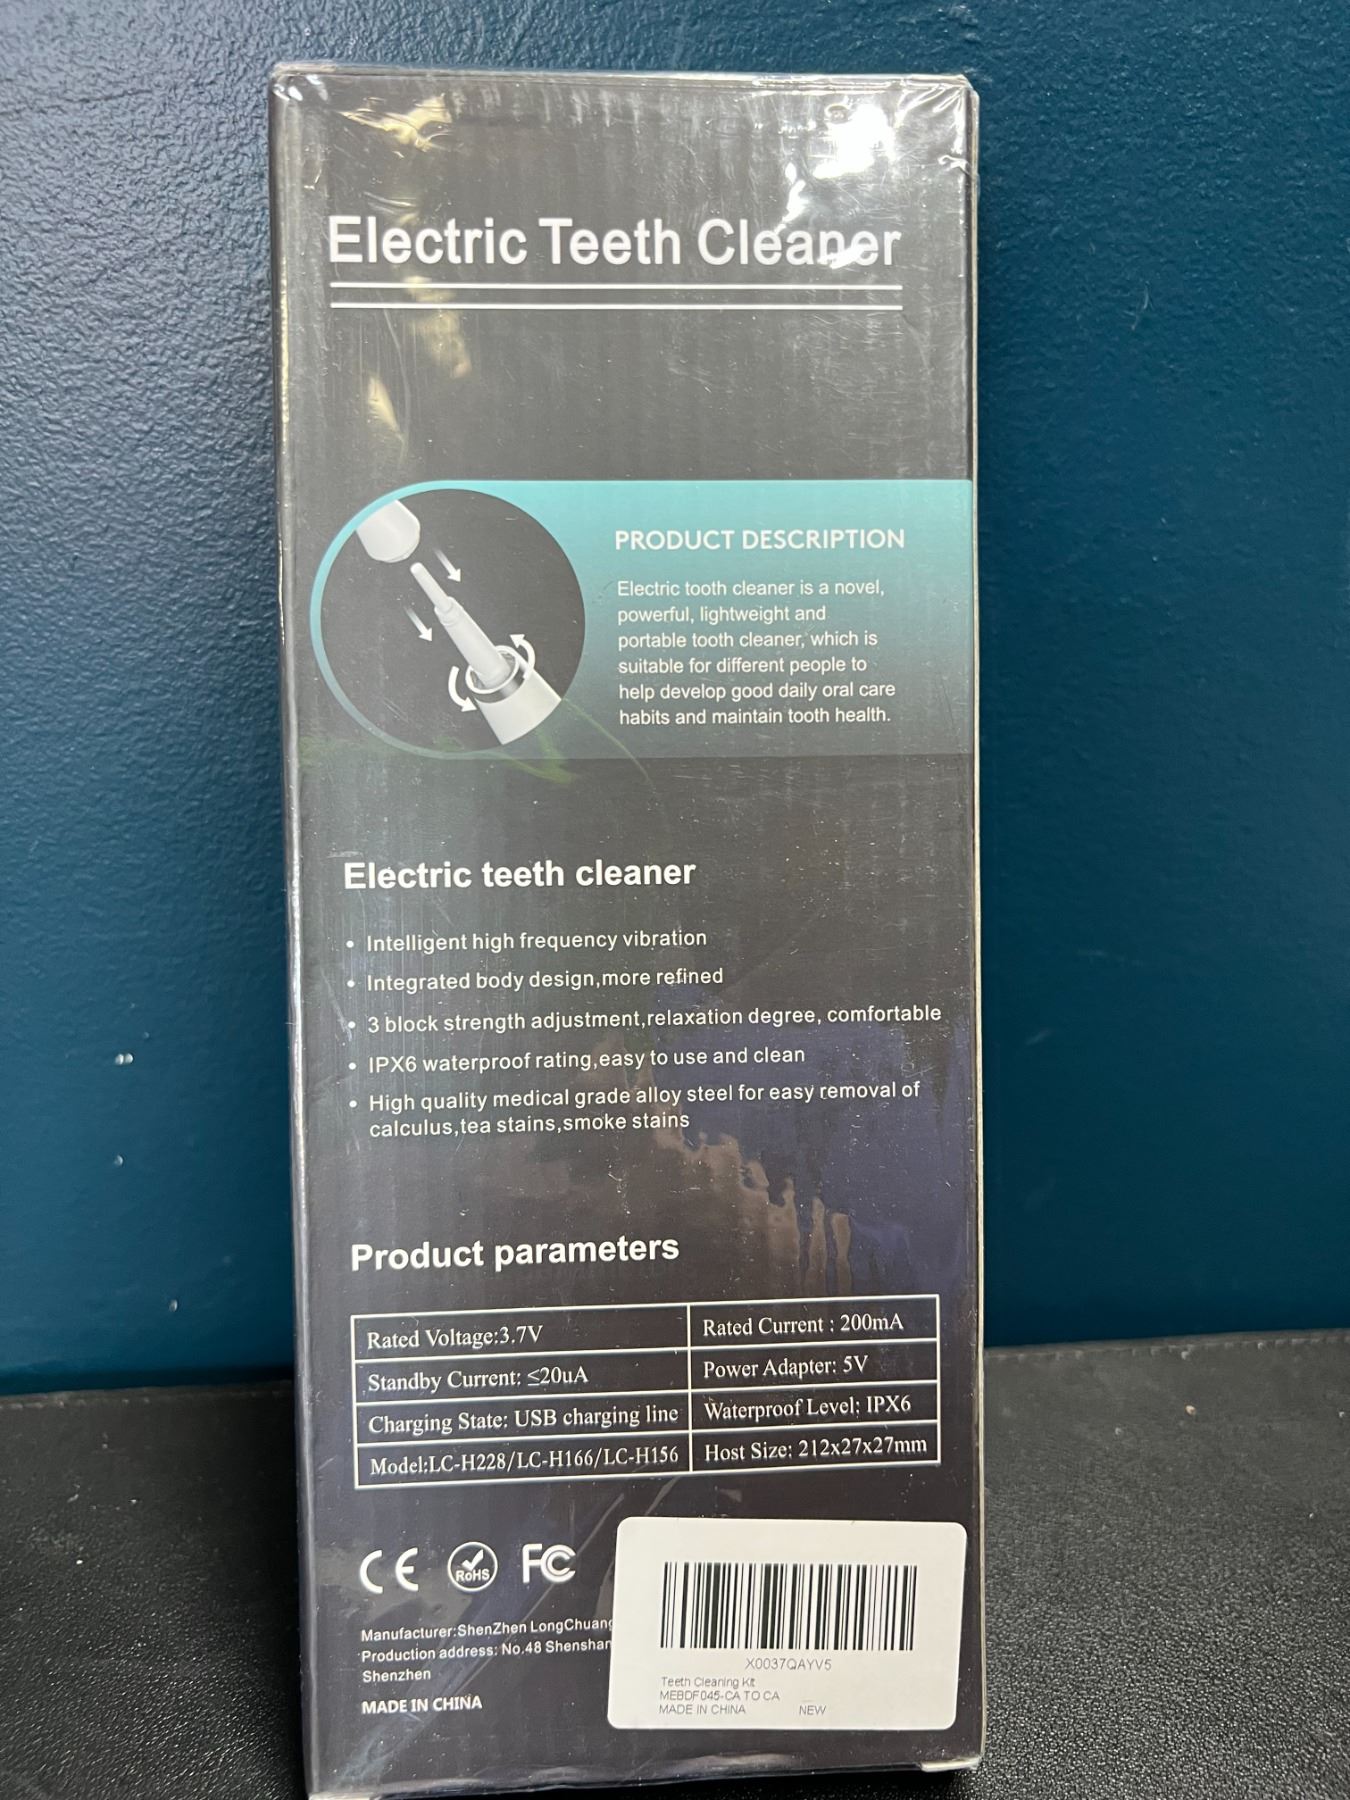 Electric Teeth Cleaner
PRODUCT DESCRIPTION
Electric tooth cleaner is a novel,
powerful, lightweight and
portable tooth cleaner, which is
suitable for different people to
help develop good daily oral care
habits and maintain tooth health.
Electric teeth cleaner
• Intelligent high frequency vibration
• Integrated body design,more refined
• 3 block strength adjustment,relaxation degree, comfortable
• IPX6 waterproof rating,easy to use and clean
• High quality medical grade alloy steel for easy removal of
calculus,tea stains,smoke stains
Product parameters
Rated Voltage:3.7V Rated Current : 200mA
Standby Current: ≤20uA Power Adapter: 5V
Charging State: USB charging line Waterproof Level: IPX6
Model:LC-H228/LC-H166/LC-H156 Host Size: 212x27x27mm
CE RoHS FC
Manufacturer:ShenZhen LongChuang
Production address: No.48 Shenshan
Shenzhen
MADE IN CHINA
X0037QAYV5
Teeth Cleaning Kit
MEBDF045-CA TO CA
MADE IN CHINA NEW